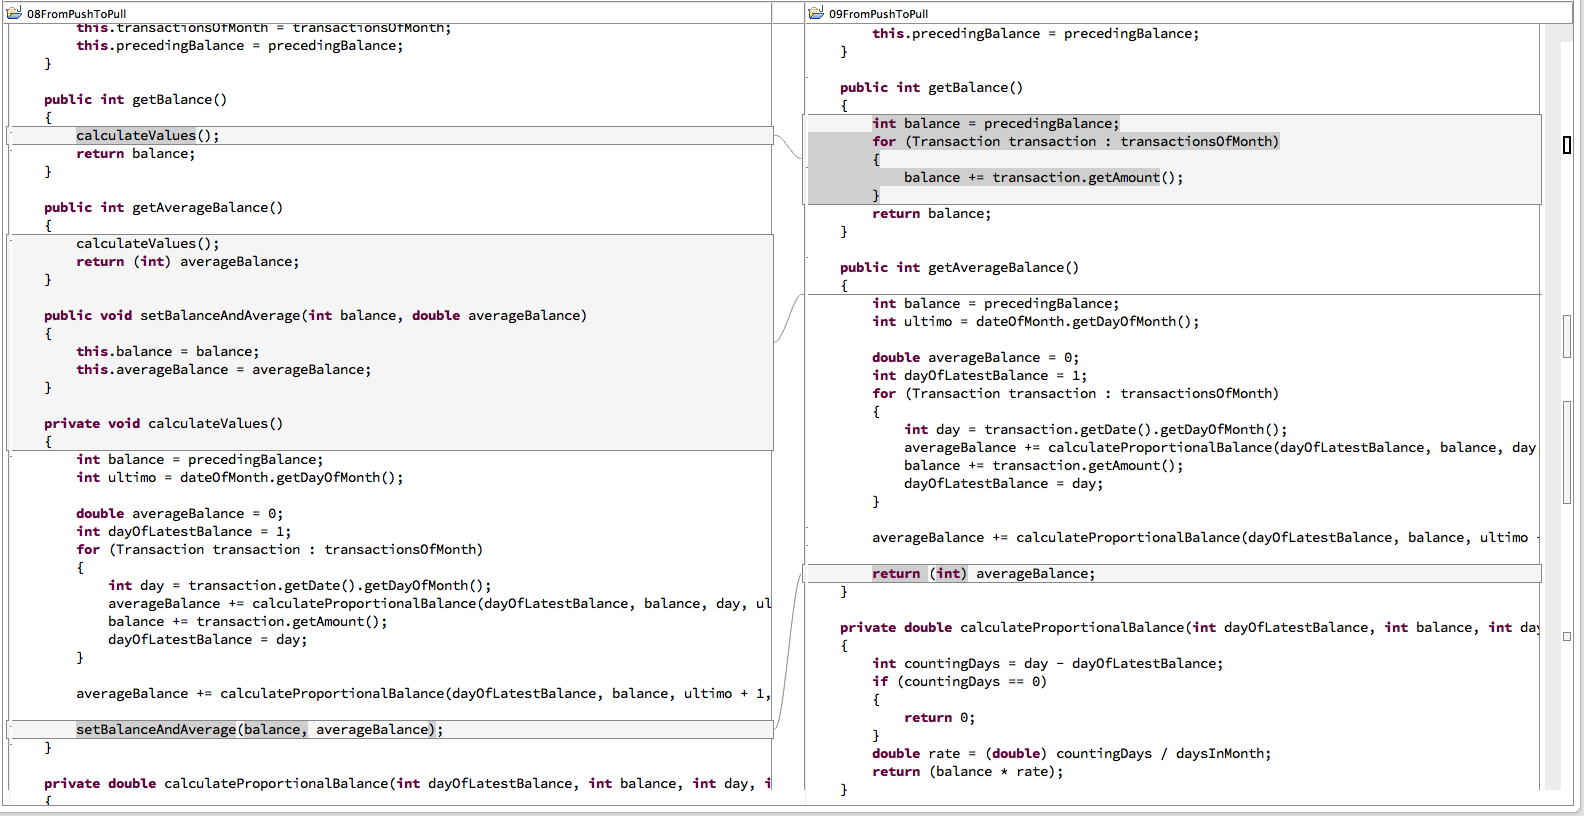 08FromPushToPull
this.transactionsOfMonth = transactionsOfMonth;
this.precedingBalance = precedingBalance;
}
public int getBalance()
{
calculateValues();
return balance;
}
public int getAverageBalance()
{
calculateValues();
return (int) averageBalance;
}
public void setBalanceAndAverage(int balance, double averageBalance)
{
this.balance = balance;
this.averageBalance = averageBalance;
}
private void calculateValues()
{
int balance = precedingBalance;
int ultimo = dateOfMonth.getDayOfMonth();
double averageBalance = 0;
int dayOfLatestBalance = 1;
for (Transaction transaction : transactionsOfMonth)
{
int day = transaction.getDate().getDayOfMonth();
averageBalance += calculateProportionalBalance(dayOfLatestBalance, balance, day, ul
balance += transaction.getAmount();
dayOfLatestBalance = day;
}
averageBalance += calculateProportionalBalance(dayOfLatestBalance, balance, ultimo + 1,
setBalanceAndAverage(balance, averageBalance);
}
private double calculateProportionalBalance(int dayOfLatestBalance, int balance, int day, i
{
09FromPushToPull
this.precedingBalance = precedingBalance;
}
public int getBalance()
{
int balance = precedingBalance;
for (Transaction transaction : transactionsOfMonth)
{
balance += transaction.getAmount();
}
return balance;
}
public int getAverageBalance()
{
int balance = precedingBalance;
int ultimo = dateOfMonth.getDayOfMonth();
double averageBalance = 0;
int dayOfLatestBalance = 1;
for (Transaction transaction : transactionsOfMonth)
{
int day = transaction.getDate().getDayOfMonth();
averageBalance += calculateProportionalBalance(dayOfLatestBalance, balance, day
balance += transaction.getAmount();
dayOfLatestBalance = day;
}
averageBalance += calculateProportionalBalance(dayOfLatestBalance, balance, ultimo
return (int) averageBalance;
}
private double calculateProportionalBalance(int dayOfLatestBalance, int balance, int day
{
int countingDays = day - dayOfLatestBalance;
if (countingDays == 0)
{
return 0;
}
double rate = (double) countingDays / daysInMonth;
return (balance * rate);
}